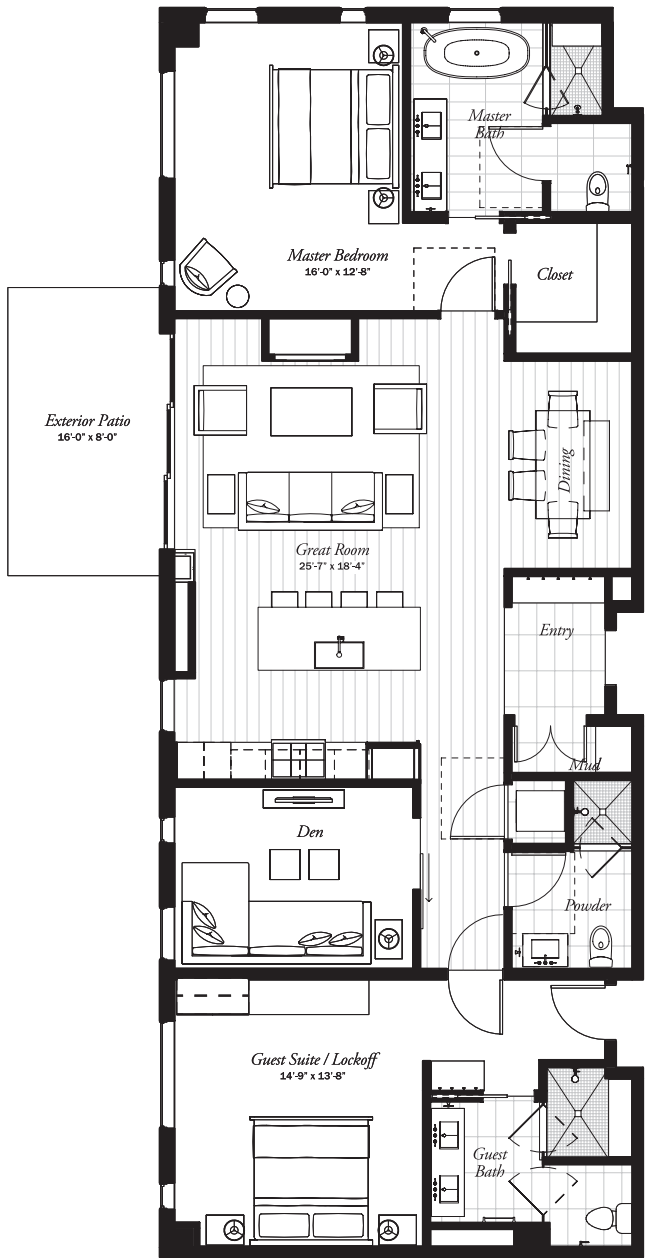 Master
Bath
Master Bedroom
16'-0" x 12'-8"
Closet
Exterior Patio
16'-0" x 8'-0"
Dining
Great Room
25'-7" x 18'-4"
Entry
Mud
Den
Powder
Guest Suite / Lockoff
14'-9" x 13'-8"
Guest
Bath